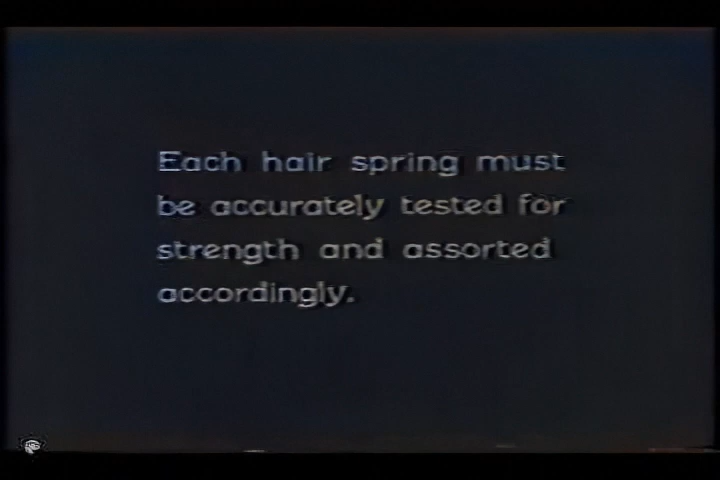 Each hair spring must
be accurately tested for
strength and assorted
accordingly.